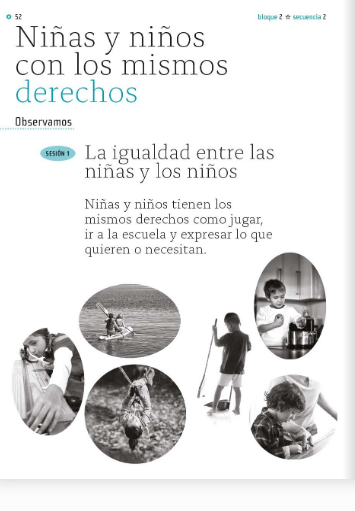 52
bloque 2 ☆ secuencia 2
Niñas y niños
con los mismos
derechos
Observamos
SESIÓN 1
La igualdad entre las
niñas y los niños
Niñas y niños tienen los
mismos derechos como jugar,
ir a la escuela y expresar lo que
quieren o necesitan.